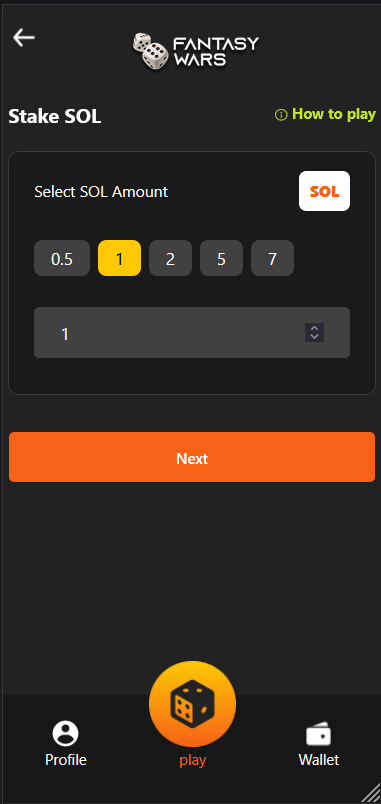 FANTASY
WARS
Stake SOL
How to play
Select SOL Amount
SOL
0.5 1 2 5 7
1
Next
Profile
play
Wallet